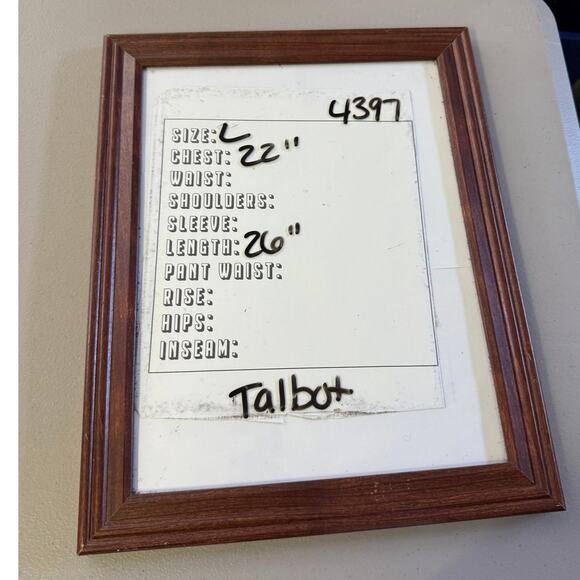 4397
SIZE: L
CHEST: 22"
WAIST:
SHOULDERS:
SLEEVE:
LENGTH: 26"
PANT WAIST:
RISE:
HIPS:
INSEAM:
Talbot